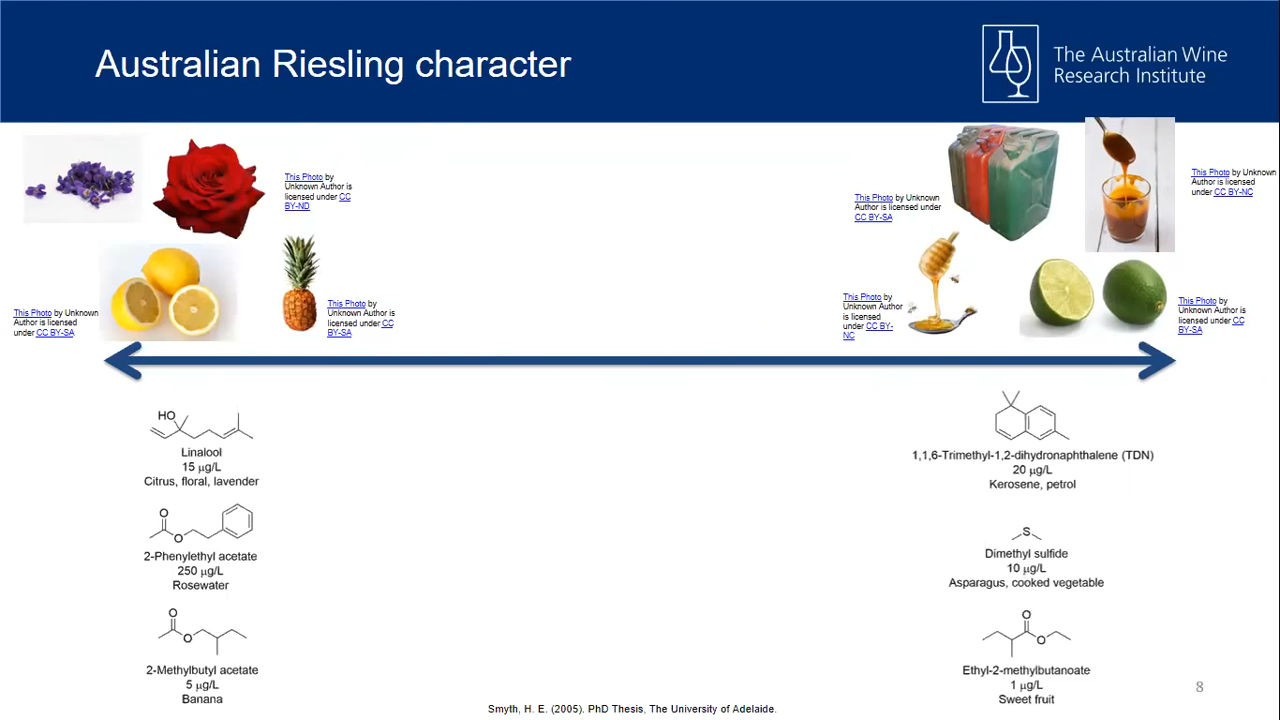 Australian Riesling character
The Australian Wine
Research Institute
This Photo by
Unknown Author is
licensed under CC
BY-ND
This Photo by Unknown
Author is licensed
under CC BY-SA
This Photo by
Unknown Author is
licensed under CC
BY-SA
This Photo by Unknown
Author is licensed under
CC BY-SA
This Photo by Unknown
Author is licensed
under CC BY-NC
This Photo by
Unknown Author
is licensed
under CC BY-
NC
This Photo by
Unknown Author is
licensed under CC
BY-SA
HO
Linalool
15 µg/L
Citrus, floral, lavender
O
O
2-Phenylethyl acetate
250 µg/L
Rosewater
O
O
2-Methylbutyl acetate
5 µg/L
Banana
1,1,6-Trimethyl-1,2-dihydronaphthalene (TDN)
20 µg/L
Kerosene, petrol
S
Dimethyl sulfide
10 µg/L
Asparagus, cooked vegetable
O
O
Ethyl-2-methylbutanoate
1 µg/L
Sweet fruit
8
Smyth, H. E. (2005). PhD Thesis, The University of Adelaide.